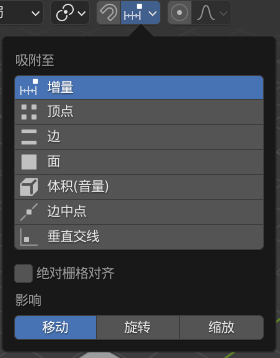 吸附至
增量
顶点
边
面
体积(音量)
边中点
垂直交线
绝对栅格对齐
影响
移动 旋转 缩放